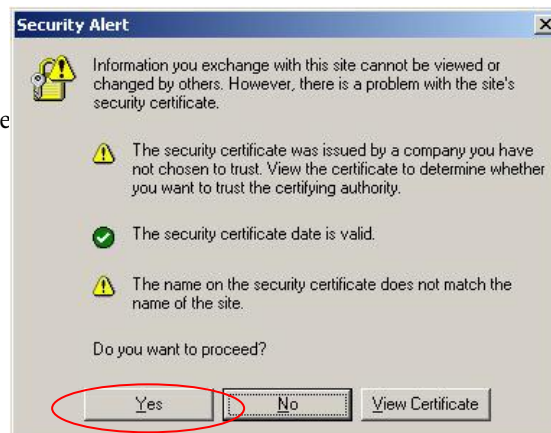 Security Alert
Information you exchange with this site cannot be viewed or
changed by others. However, there is a problem with the site's
security certificate.
e
The security certificate was issued by a company you have
not chosen to trust. View the certificate to determine whether
you want to trust the certifying authority.
The security certificate date is valid.
The name on the security certificate does not match the
name of the site.
Do you want to proceed?
Yes No View Certificate